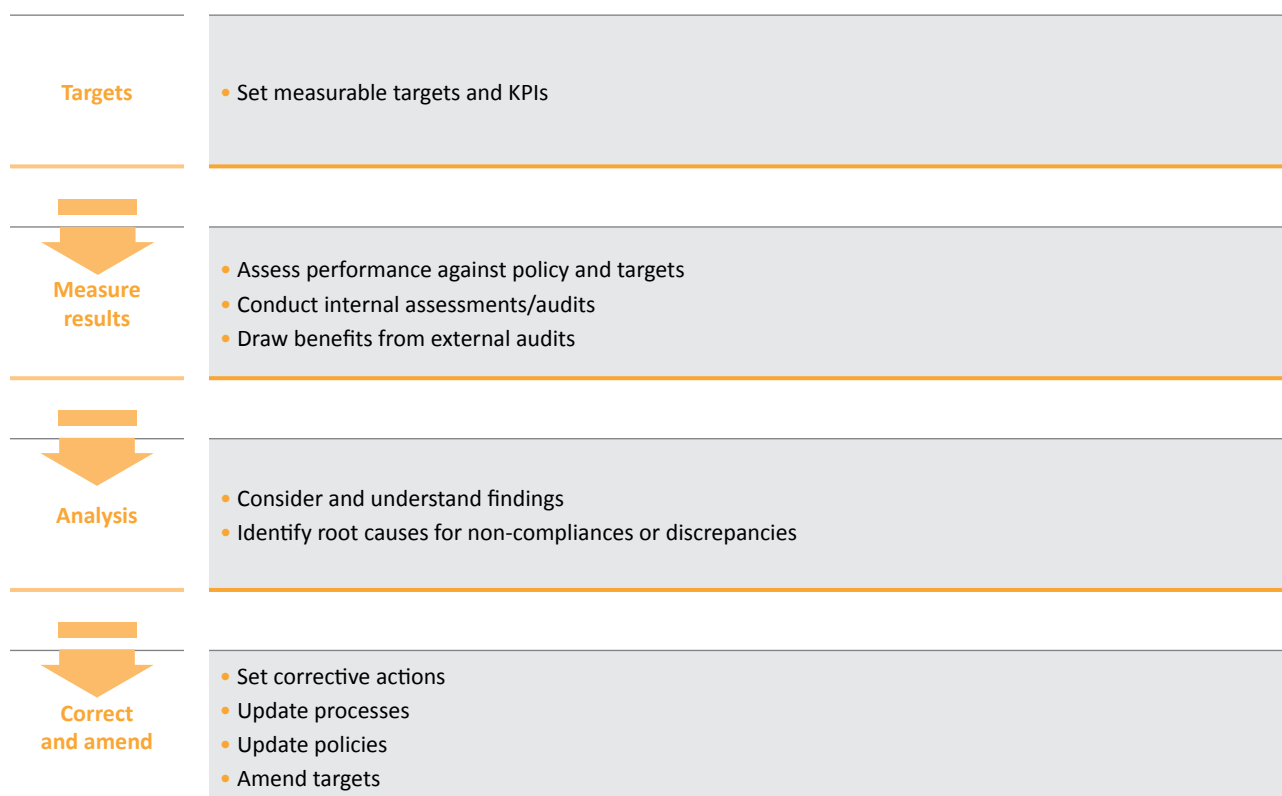 Targets
• Set measurable targets and KPIs
Measure
results
• Assess performance against policy and targets
• Conduct internal assessments/audits
• Draw benefits from external audits
Analysis
• Consider and understand findings
• Identify root causes for non-compliances or discrepancies
Correct
and amend
• Set corrective actions
• Update processes
• Update policies
• Amend targets